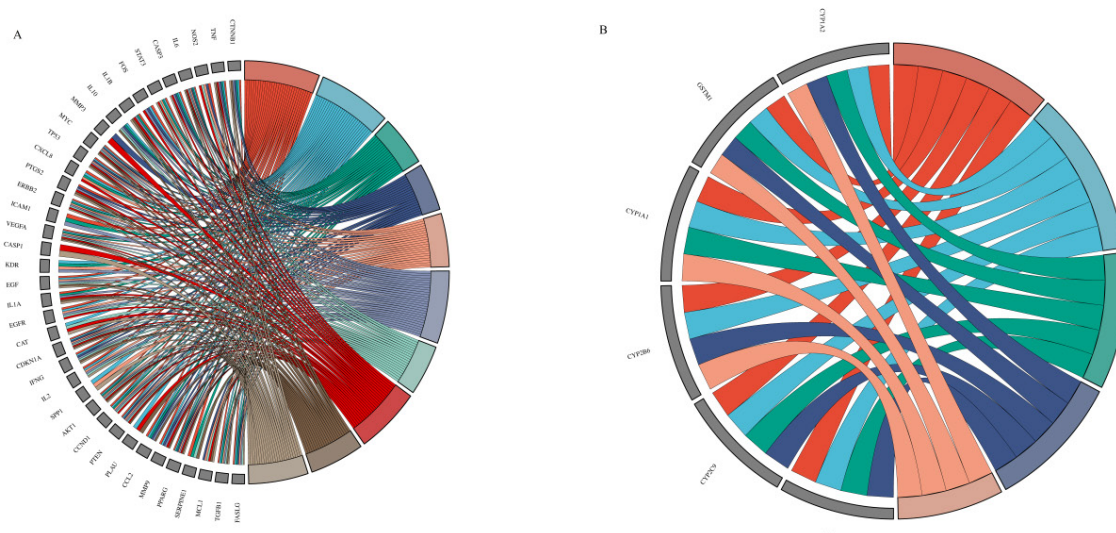 A
CTNNB1
TNF
NOS2
IL6
CASP3
STAT3
FOS
IL1B
IL10
MMP3
MYC
TP53
CXCL8
PTGS2
ERBB2
ICAM1
VEGFA
CASP1
KDR
EGF
IL1A
EGFR
CAT
CDKN1A
IFNG
IL2
SPP1
AKT1
CCND1
PTEN
PLAU
CCL2
MMP9
PPARG
SERPINE1
MCL1
TGFB1
FASLG
B
CYP1A2
GSTM1
CYP1A1
CYP2B6
CYP2C9